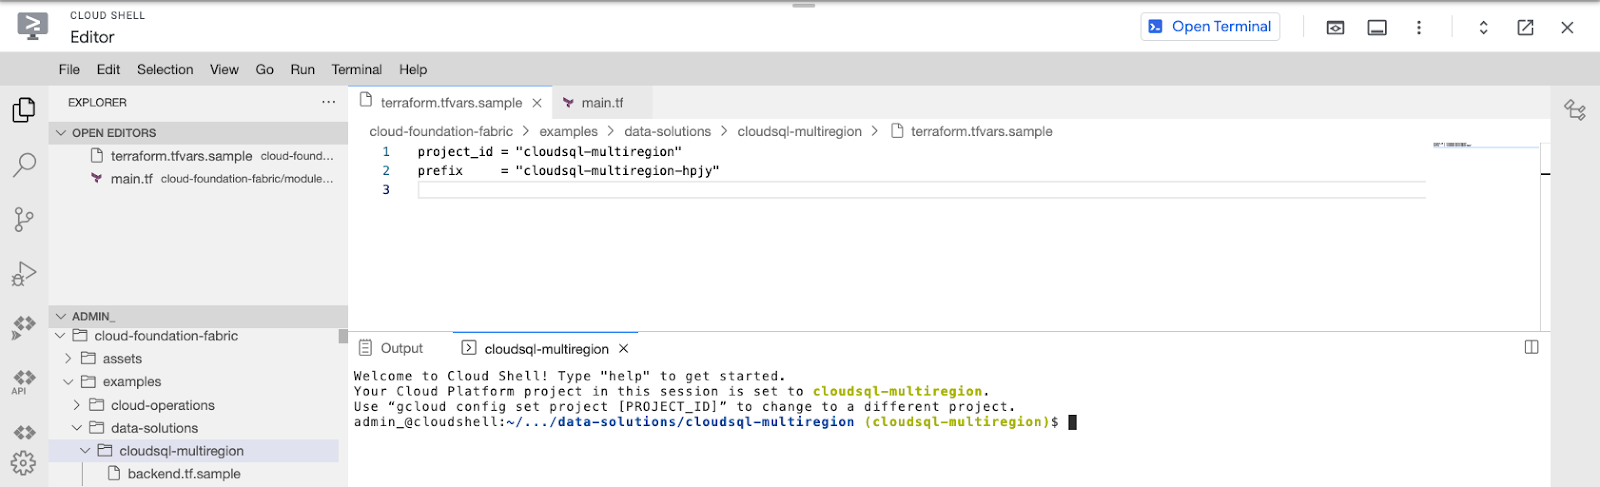 CLOUD SHELL
Editor
Open Terminal
File Edit Selection View Go Run Terminal Help
EXPLORER
OPEN EDITORS
terraform.tfvars.sample cloud-found...
main.tf cloud-foundation-fabric/module...
ADMIN_
cloud-foundation-fabric
assets
examples
cloud-operations
data-solutions
cloudsql-multiregion
backend.tf.sample
API
terraform.tfvars.sample main.tf
cloud-foundation-fabric > examples > data-solutions > cloudsql-multiregion > terraform.tfvars.sample
1 project_id = "cloudsql-multiregion"
2 prefix     = "cloudsql-multiregion-hpjy"
3
Output cloudsql-multiregion
Welcome to Cloud Shell! Type "help" to get started.
Your Cloud Platform project in this session is set to cloudsql-multiregion.
Use “gcloud config set project [PROJECT_ID]” to change to a different project.
admin_@cloudshell:~/.../data-solutions/cloudsql-multiregion (cloudsql-multiregion)$